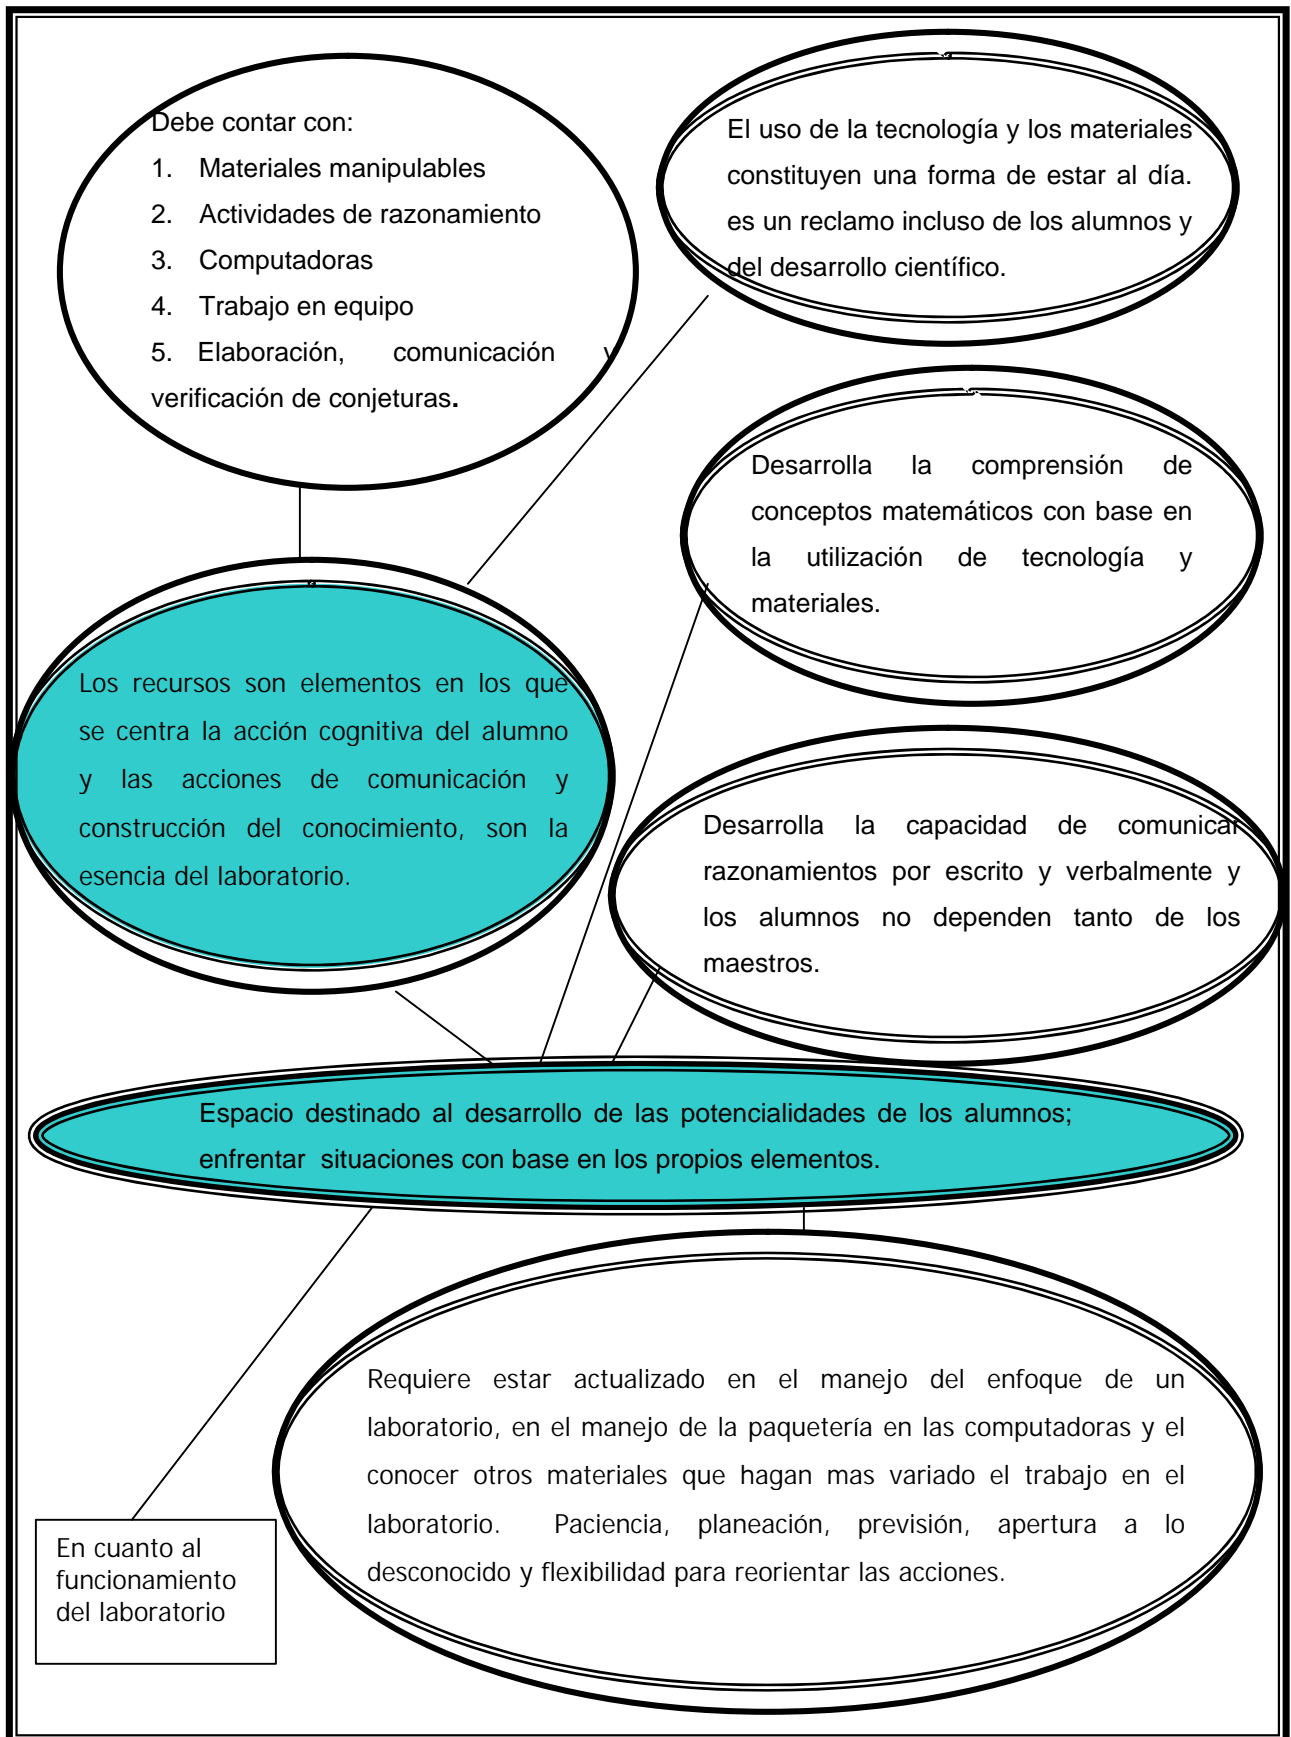 Debe contar con:
1. Materiales manipulables
2. Actividades de razonamiento
3. Computadoras
4. Trabajo en equipo
5. Elaboración, comunicación y
verificación de conjeturas.
El uso de la tecnología y los materiales
constituyen una forma de estar al día.
es un reclamo incluso de los alumnos y
del desarrollo científico.
Desarrolla la comprensión de
conceptos matemáticos con base en
la utilización de tecnología y
materiales.
Los recursos son elementos en los que
se centra la acción cognitiva del alumno
y las acciones de comunicación y
construcción del conocimiento, son la
esencia del laboratorio.
Desarrolla la capacidad de comunicar
razonamientos por escrito y verbalmente y
los alumnos no dependen tanto de los
maestros.
Espacio destinado al desarrollo de las potencialidades de los alumnos;
enfrentar situaciones con base en los propios elementos.
Requiere estar actualizado en el manejo del enfoque de un
laboratorio, en el manejo de la paquetería en las computadoras y el
conocer otros materiales que hagan mas variado el trabajo en el
laboratorio. Paciencia, planeación, previsión, apertura a lo
desconocido y flexibilidad para reorientar las acciones.
En cuanto al
funcionamiento
del laboratorio